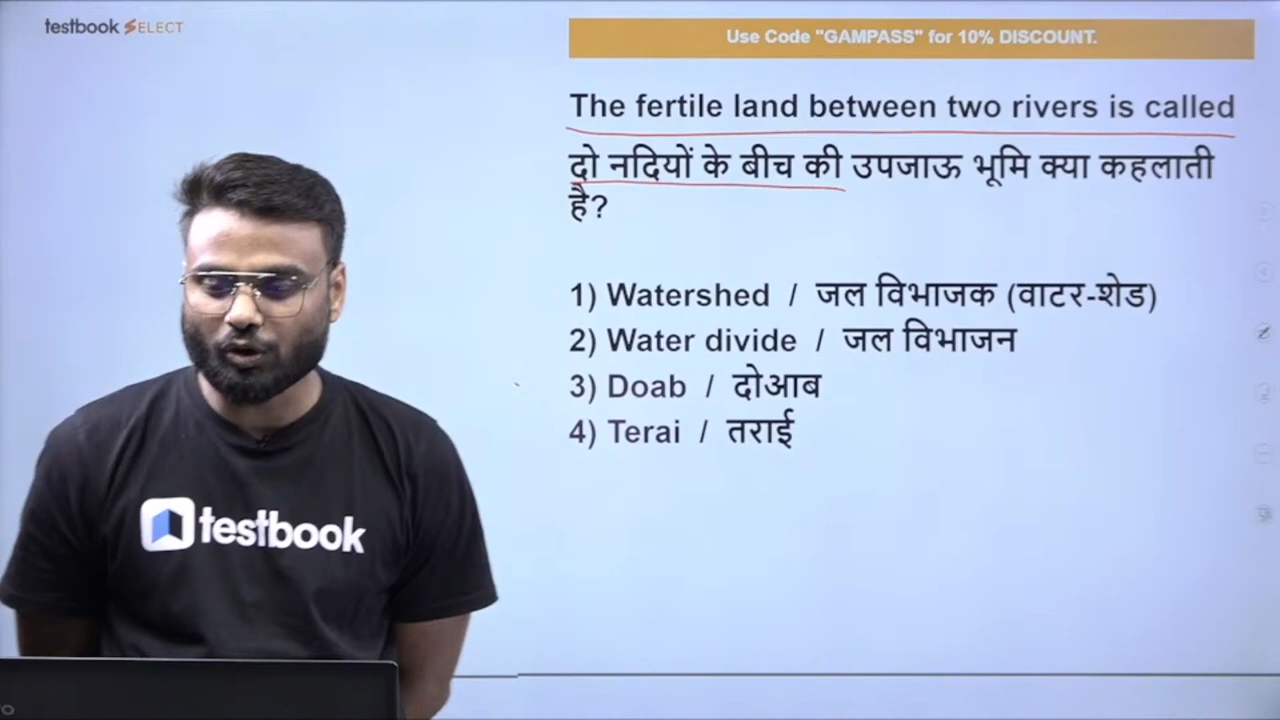 testbook SELECT
Use Code "GAMPASS" for 10% DISCOUNT.
The fertile land between two rivers is called
दो नदियों के बीच की उपजाऊ भूमि क्या कहलाती
है?
1) Watershed / जल विभाजक (वाटर-शेड)
2) Water divide / जल विभाजन
3) Doab / दोआब
4) Terai / तराई
testbook